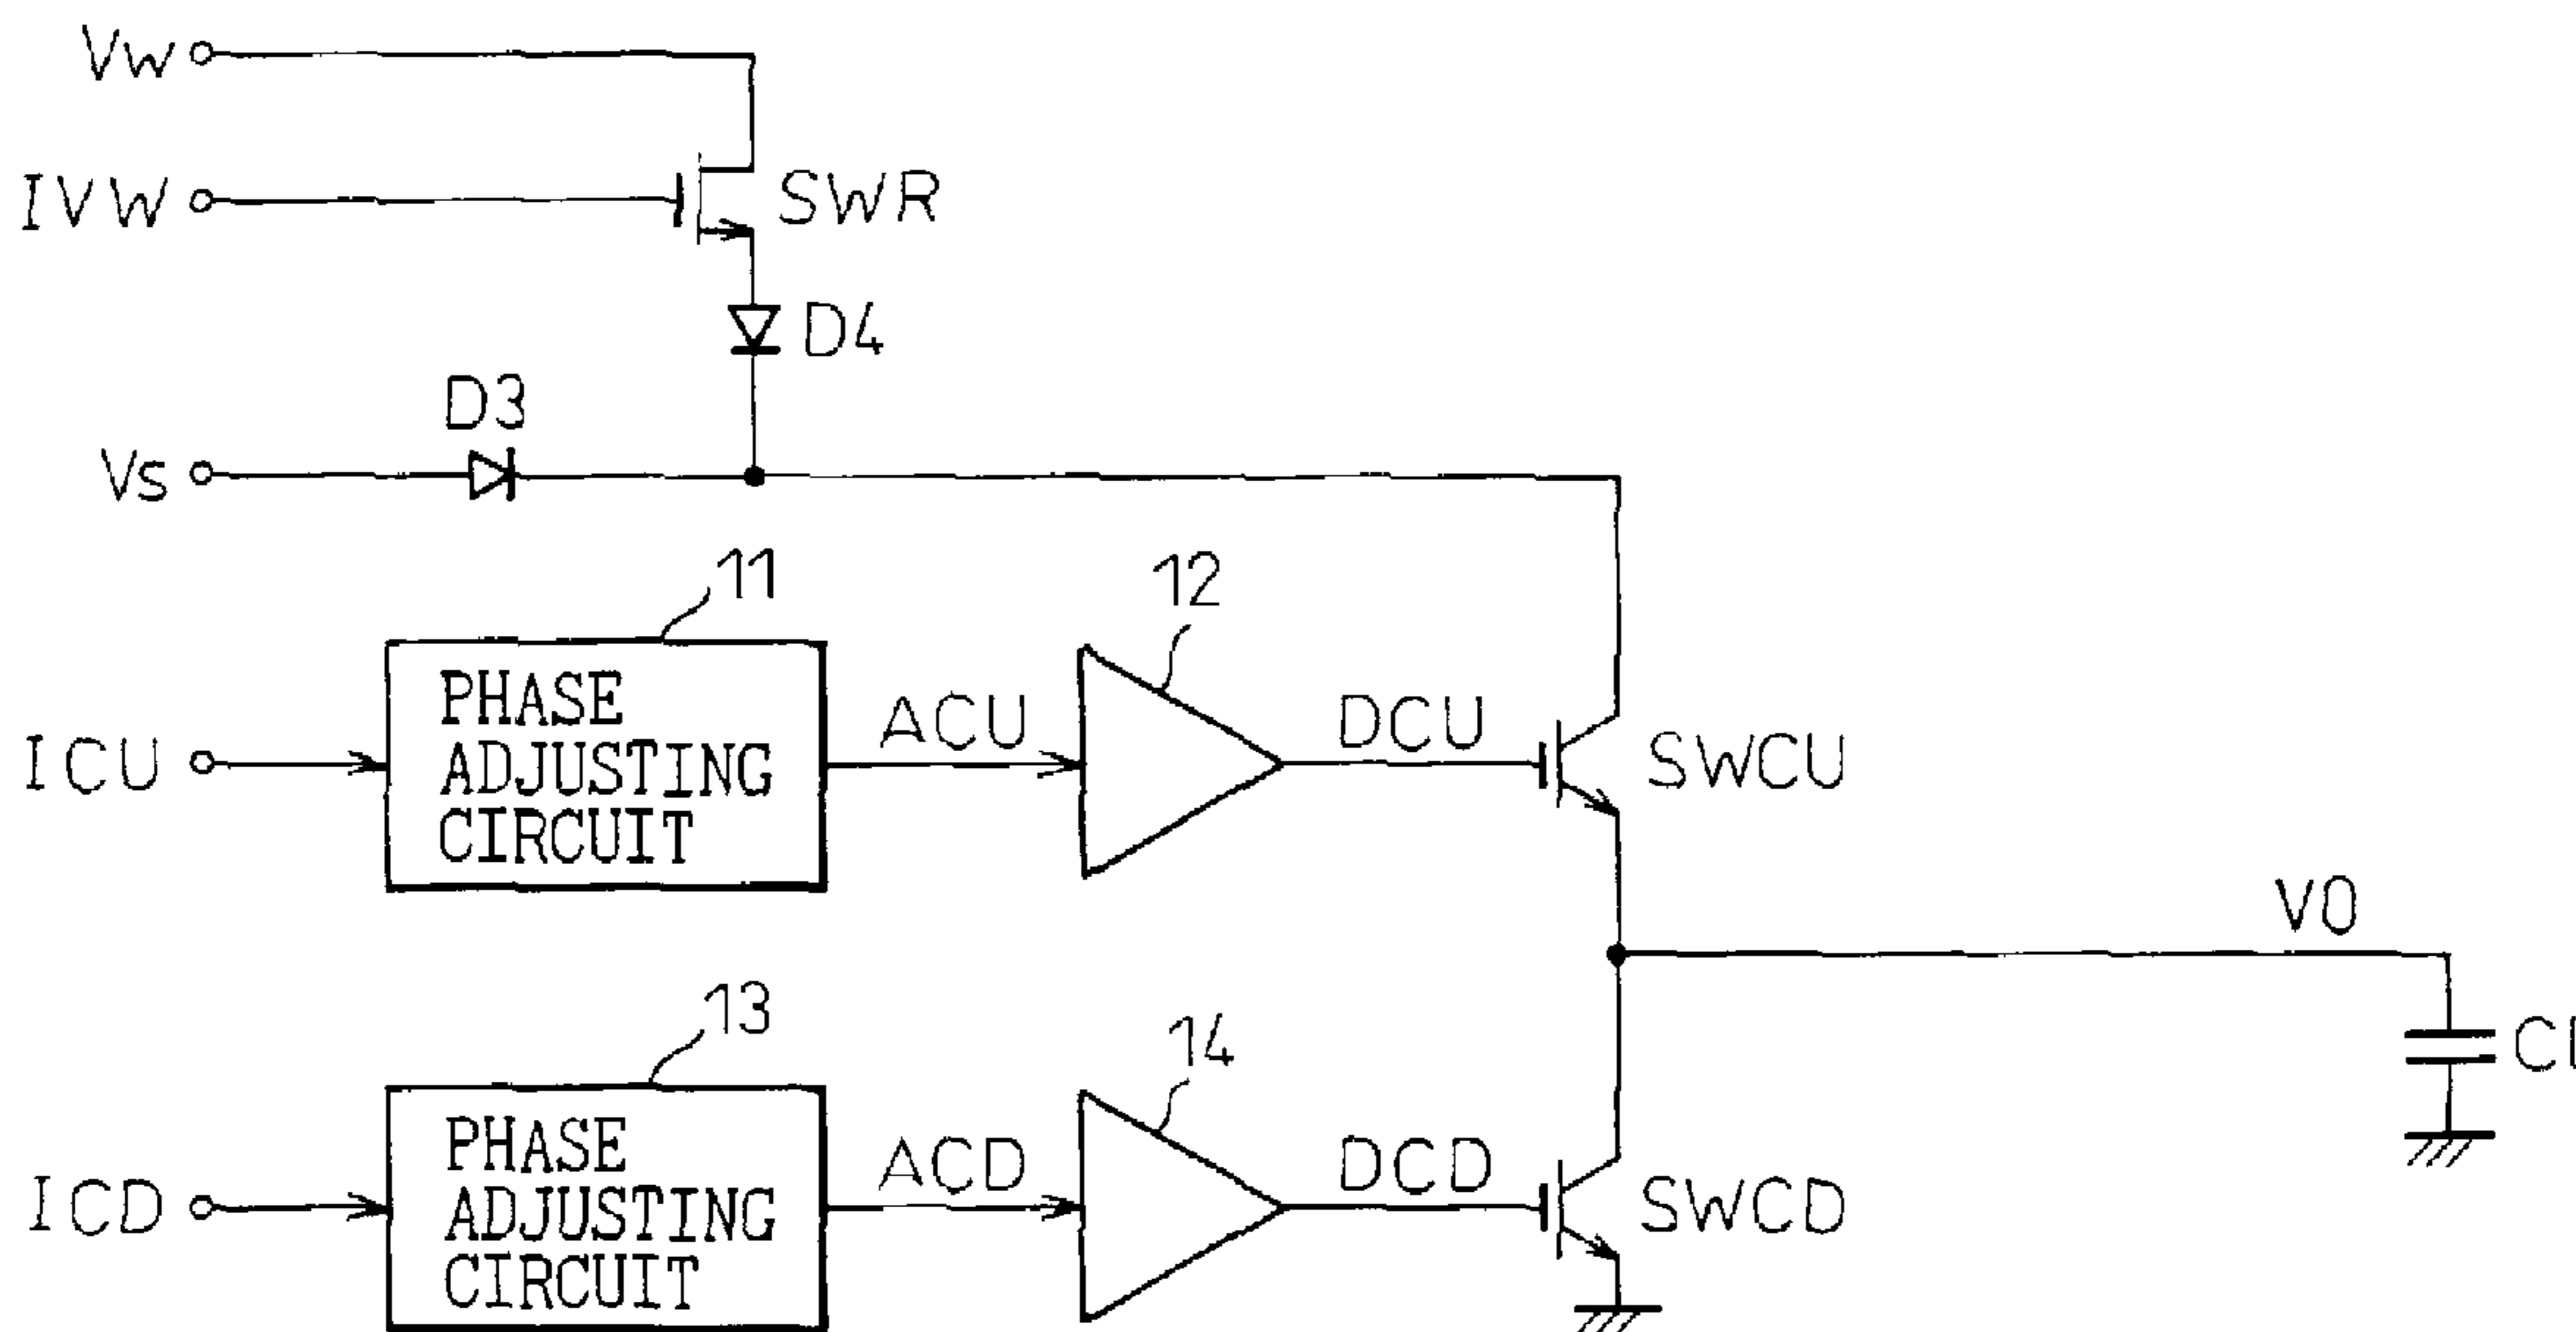 Vw
IVW
SWR
D4
D3
Vs
11
12
PHASE
ADJUSTING
CIRCUIT
ICU
ACU
DCU
SWCU
V0
13
14
PHASE
ADJUSTING
CIRCUIT
ICD
ACD
DCD
SWCD